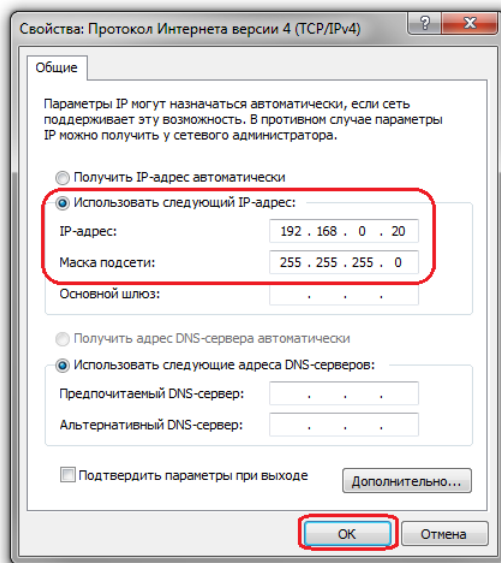 Свойства: Протокол Интернета версии 4 (TCP/IPv4)
Общие
Параметры IP могут назначаться автоматически, если сеть
поддерживает эту возможность. В противном случае параметры
IP можно получить у сетевого администратора.
Получить IP-адрес автоматически
Использовать следующий IP-адрес:
IP-адрес: 192 . 168 . 0 . 20
Маска подсети: 255 . 255 . 255 . 0
Основной шлюз: . . .
Получить адрес DNS-сервера автоматически
Использовать следующие адреса DNS-серверов:
Предпочитаемый DNS-сервер: . . .
Альтернативный DNS-сервер: . . .
Подтвердить параметры при выходе
Дополнительно...
ОК Отмена